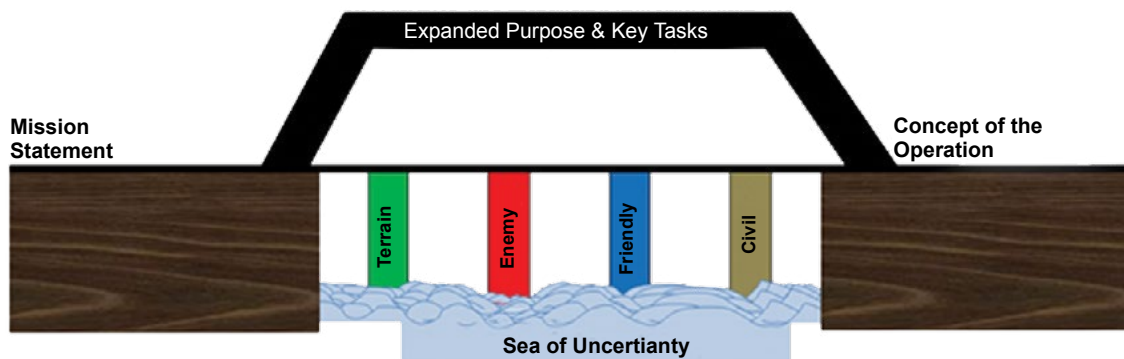 Expanded Purpose & Key Tasks
Mission
Statement
Concept of the
Operation
Terrain
Enemy
Friendly
Civil
Sea of Uncertianty